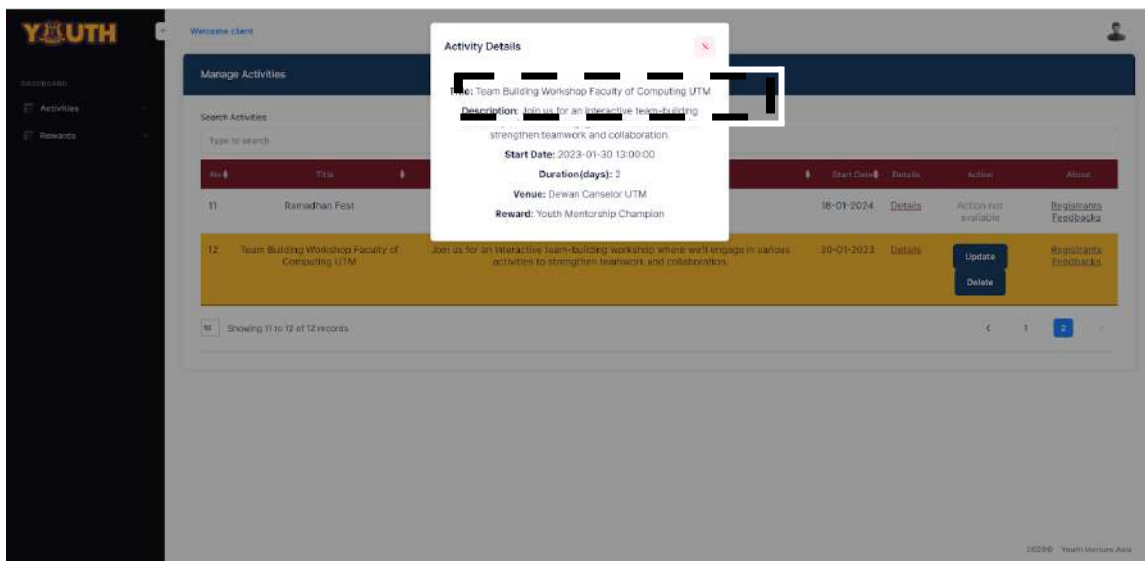 YOUTH
Welcome client
DASHBOARD
Activities
Rewards
Manage Activities
Search Activities
Type to search
No Title Start Date Details Action About
11 Ramadhan Fest 18-01-2024 Details Action not available Registrants Feedbacks
12 Team Building Workshop Faculty of Computing UTM Join us for an interactive team-building workshop where we'll engage in various activities to strengthen teamwork and collaboration. 30-01-2023 Details Update Delete Registrants Feedbacks
10 Showing 11 to 12 of 12 records
1 2
Activity Details
Title: Team Building Workshop Faculty of Computing UTM
Description: Join us for an interactive team-building
strengthen teamwork and collaboration.
Start Date: 2023-01-30 13:00:00
Duration(days): 2
Venue: Dewan Canselor UTM
Reward: Youth Mentorship Champion
2023© Youth Venture Asia